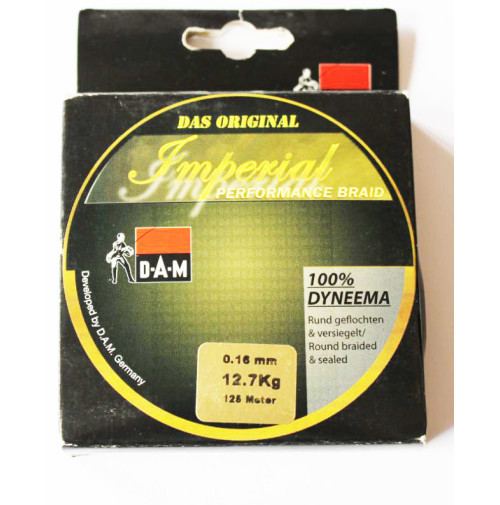 DAS ORIGINAL
Imperial
PERFORMANCE BRAID
D·A·M
Developed by D.A.M. Germany
100%
DYNEEMA
Rund geflochten
& versiegelt/
Round braided
& sealed
0.16 mm
12.7Kg
125 Meter